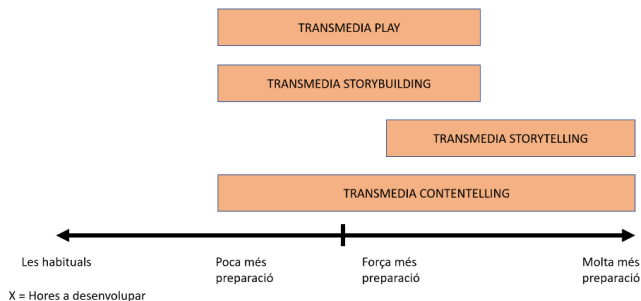 TRANSMEDIA PLAY
TRANSMEDIA STORYBUILDING
TRANSMEDIA STORYTELLING
TRANSMEDIA CONTENTELLING
Les habituals
Poca més
preparació
Força més
preparació
Molta més
preparació
X = Hores a desenvolupar